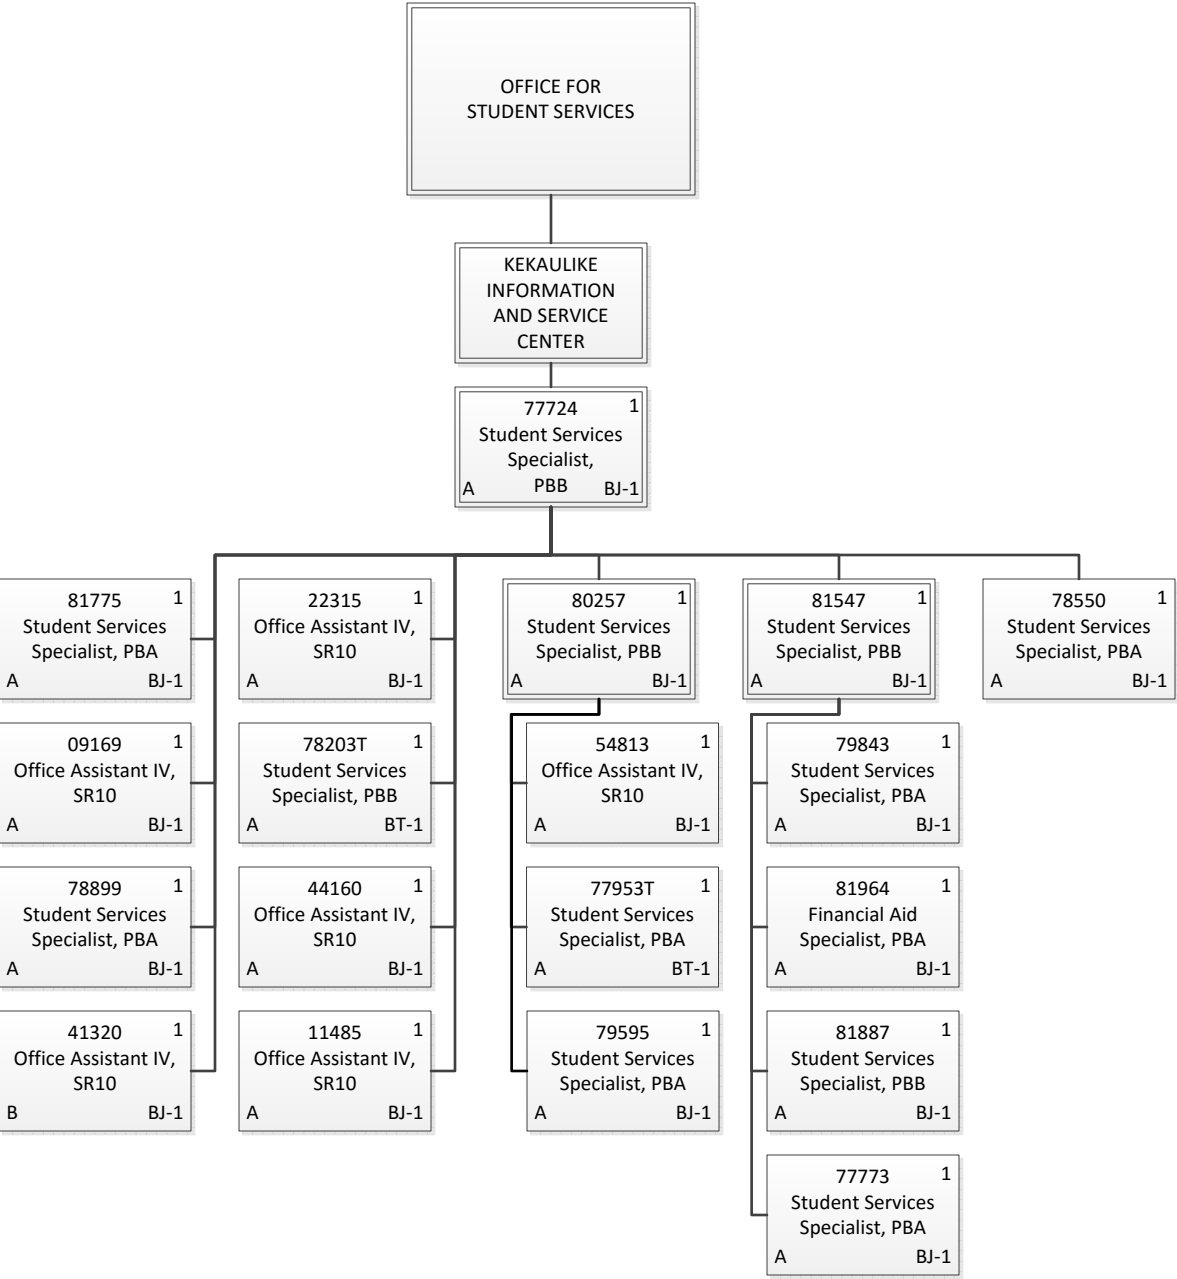 OFFICE FOR
STUDENT SERVICES
KEKAULIKE
INFORMATION
AND SERVICE
CENTER
77724 1
Student Services
Specialist,
A PBB BJ-1
81775 1
Student Services
Specialist, PBA
A BJ-1
09169 1
Office Assistant IV,
SR10
A BJ-1
78899 1
Student Services
Specialist, PBA
A BJ-1
41320 1
Office Assistant IV,
SR10
B BJ-1
22315 1
Office Assistant IV,
SR10
A BJ-1
78203T 1
Student Services
Specialist, PBB
A BT-1
44160 1
Office Assistant IV,
SR10
A BJ-1
11485 1
Office Assistant IV,
SR10
A BJ-1
80257 1
Student Services
Specialist, PBB
A BJ-1
54813 1
Office Assistant IV,
SR10
A BJ-1
77953T 1
Student Services
Specialist, PBA
A BT-1
79595 1
Student Services
Specialist, PBA
A BJ-1
81547 1
Student Services
Specialist, PBB
A BJ-1
79843 1
Student Services
Specialist, PBA
A BJ-1
81964 1
Financial Aid
Specialist, PBA
A BJ-1
81887 1
Student Services
Specialist, PBB
A BJ-1
77773 1
Student Services
Specialist, PBA
A BJ-1
78550 1
Student Services
Specialist, PBA
A BJ-1